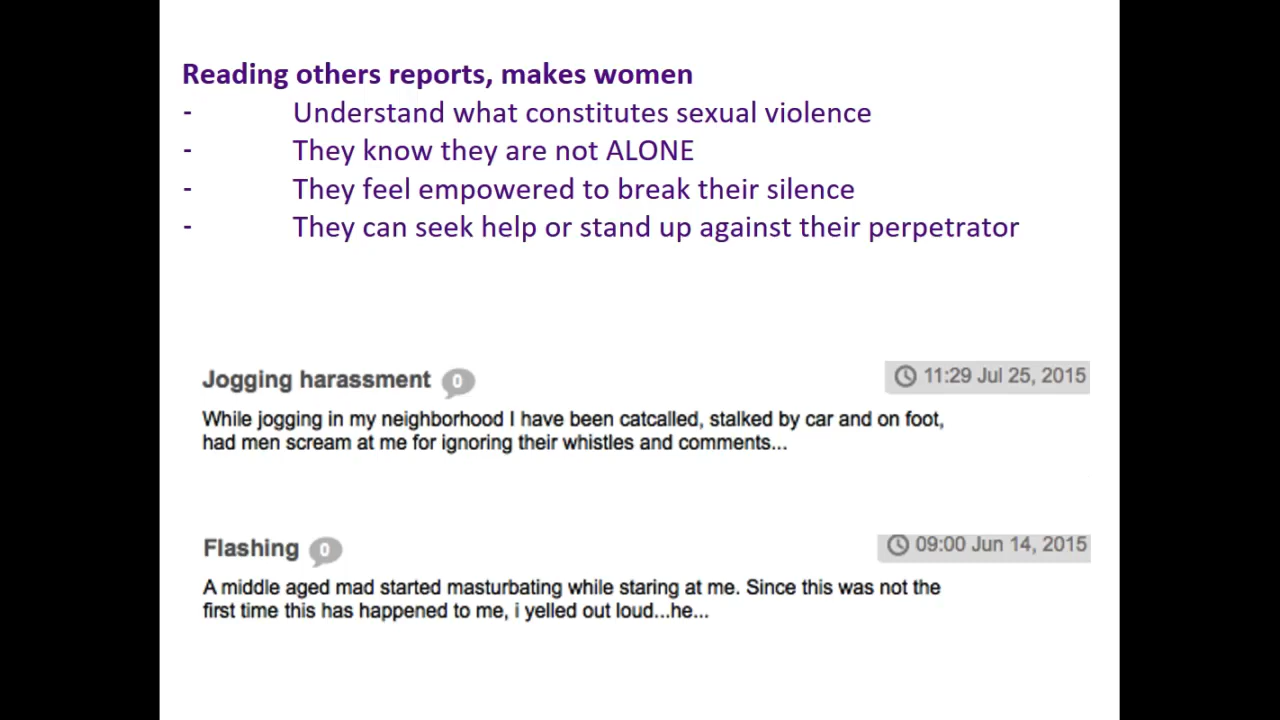 Reading others reports, makes women
- Understand what constitutes sexual violence
- They know they are not ALONE
- They feel empowered to break their silence
- They can seek help or stand up against their perpetrator
Jogging harassment 0
11:29 Jul 25, 2015
While jogging in my neighborhood I have been catcalled, stalked by car and on foot,
had men scream at me for ignoring their whistles and comments...
Flashing 0
09:00 Jun 14, 2015
A middle aged mad started masturbating while staring at me. Since this was not the
first time this has happened to me, i yelled out loud...he...